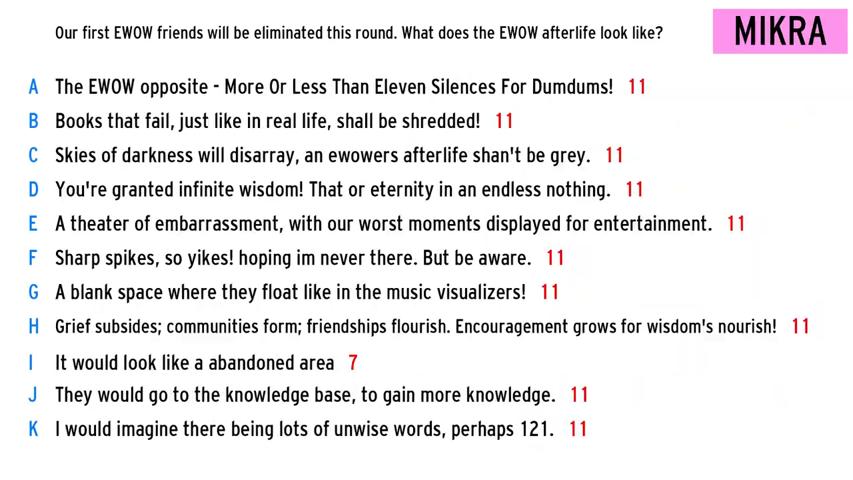 Our first EWOW friends will be eliminated this round. What does the EWOW afterlife look like?
MIKRA
A The EWOW opposite - More Or Less Than Eleven Silences For Dumdums! 11
B Books that fail, just like in real life, shall be shredded! 11
C Skies of darkness will disarray, an ewowers afterlife shan't be grey. 11
D You're granted infinite wisdom! That or eternity in an endless nothing. 11
E A theater of embarrassment, with our worst moments displayed for entertainment. 11
F Sharp spikes, so yikes! hoping im never there. But be aware. 11
G A blank space where they float like in the music visualizers! 11
H Grief subsides; communities form; friendships flourish. Encouragement grows for wisdom's nourish! 11
I It would look like a abandoned area 7
J They would go to the knowledge base, to gain more knowledge. 11
K I would imagine there being lots of unwise words, perhaps 121. 11